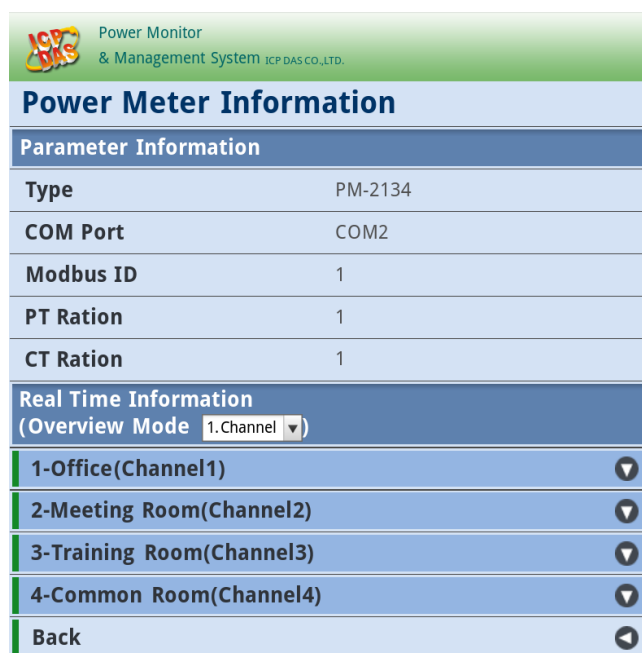 ICP DAS
Power Monitor
& Management System ICP DAS CO.,LTD.
Power Meter Information
Parameter Information
Type PM-2134
COM Port COM2
Modbus ID 1
PT Ration 1
CT Ration 1
Real Time Information
(Overview Mode 1.Channel )
1-Office(Channel1)
2-Meeting Room(Channel2)
3-Training Room(Channel3)
4-Common Room(Channel4)
Back